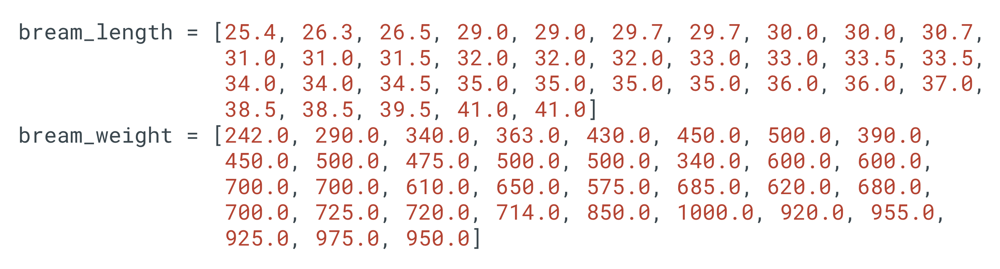 bream_length = [25.4, 26.3, 26.5, 29.0, 29.0, 29.7, 29.7, 30.0, 30.0, 30.7,
31.0, 31.0, 31.5, 32.0, 32.0, 32.0, 33.0, 33.0, 33.5, 33.5,
34.0, 34.0, 34.5, 35.0, 35.0, 35.0, 35.0, 36.0, 36.0, 37.0,
38.5, 38.5, 39.5, 41.0, 41.0]
bream_weight = [242.0, 290.0, 340.0, 363.0, 430.0, 450.0, 500.0, 390.0,
450.0, 500.0, 475.0, 500.0, 500.0, 340.0, 600.0, 600.0,
700.0, 700.0, 610.0, 650.0, 575.0, 685.0, 620.0, 680.0,
700.0, 725.0, 720.0, 714.0, 850.0, 1000.0, 920.0, 955.0,
925.0, 975.0, 950.0]